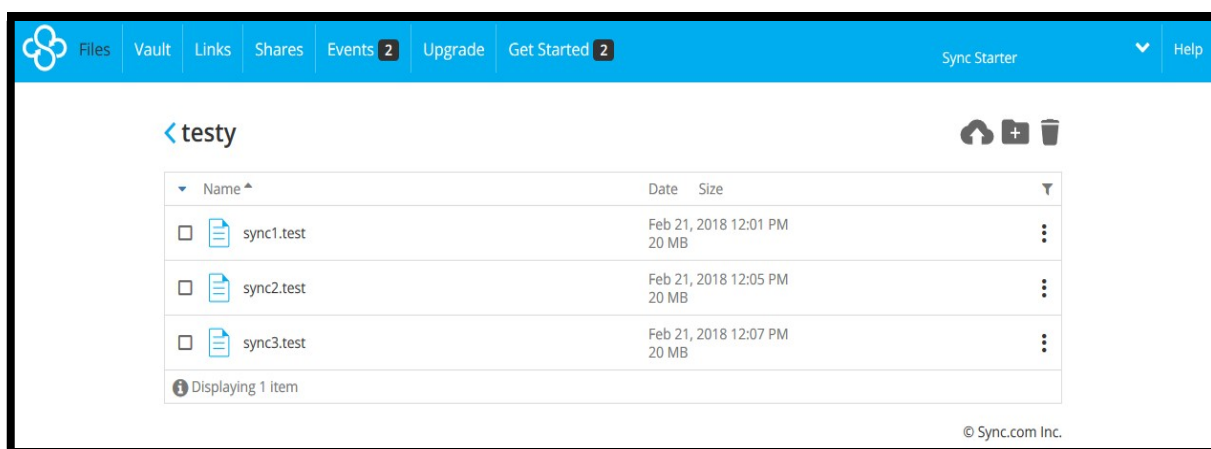 Files Vault Links Shares Events 2 Upgrade Get Started 2 Sync Starter Help
testy
Name Date Size
sync1.test Feb 21, 2018 12:01 PM
20 MB
sync2.test Feb 21, 2018 12:05 PM
20 MB
sync3.test Feb 21, 2018 12:07 PM
20 MB
Displaying 1 item
© Sync.com Inc.